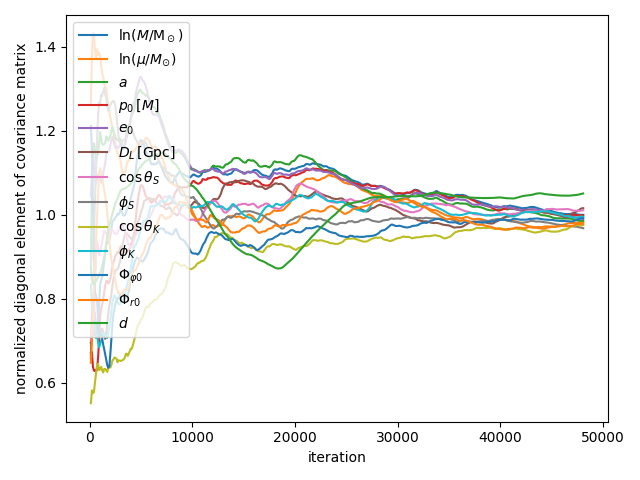 normalized diagonal element of covariance matrix
1.4
1.2
1.0
0.8
0.6
ln(M/M⊙)
ln(μ/M⊙)
a
p₀ [M]
e₀
D_L [Gpc]
cos θ_S
ϕ_S
cos θ_K
ϕ_K
Φ_φ0
Φ_r0
d
0
10000
20000
30000
40000
50000
iteration